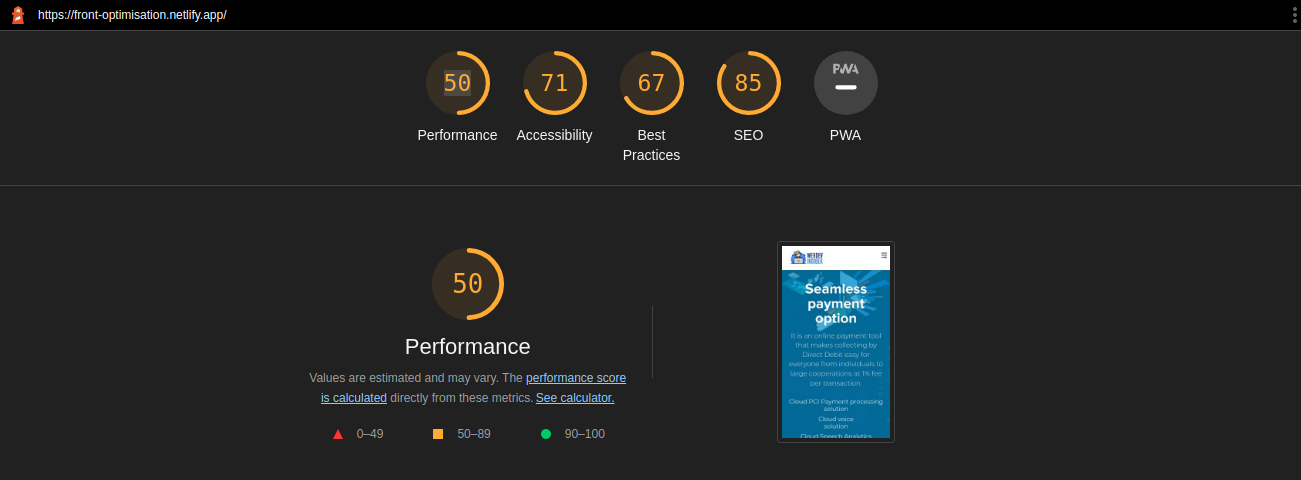 https://front-optimisation.netlify.app/
50
71
67
85
PWA
Performance
Accessibility
Best
Practices
SEO
PWA
50
Performance
Values are estimated and may vary. The performance score
is calculated directly from these metrics. See calculator.
0–49
50–89
90–100
WEBDEV
INSIDER
Seamless
payment
option
It is an online payment tool
that makes collecting by
Direct Debit easy for
everyone from individuals to
large cooperations at 1% fee
per transaction.
Cloud PCI Payment processing
solution
Cloud voice
solution
Cloud Speech Analytics